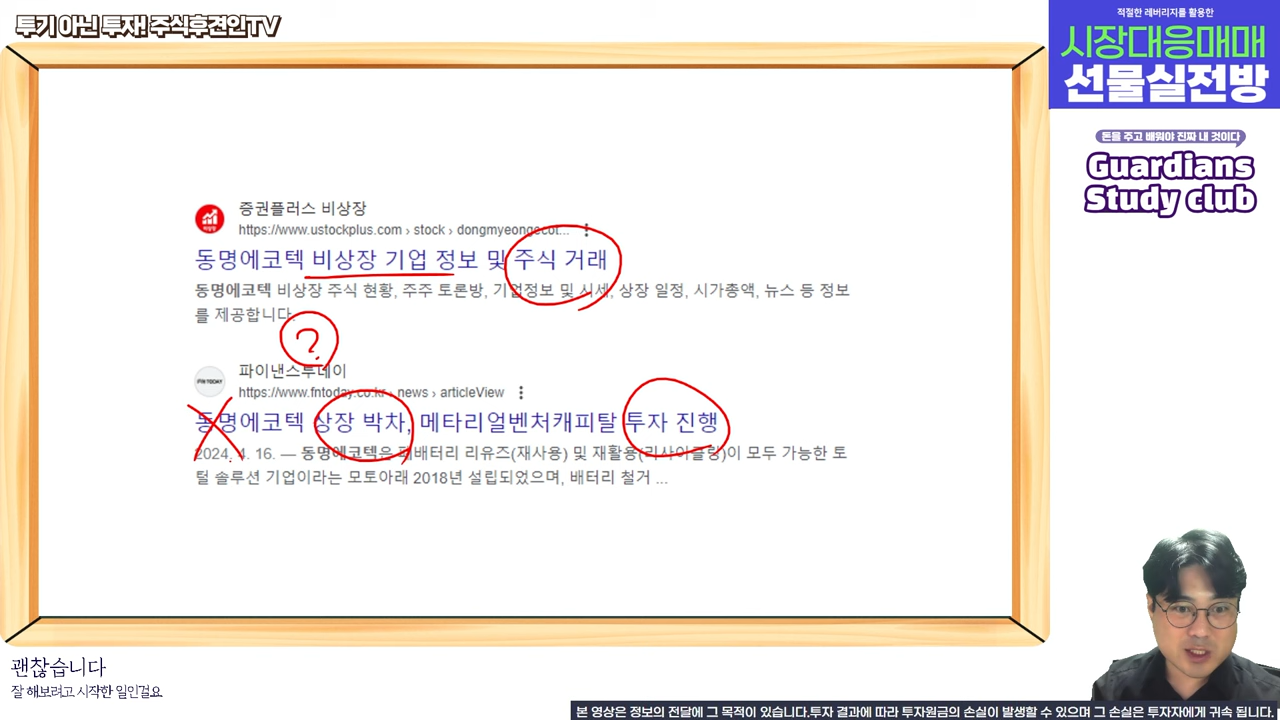 투기 아닌 투자! 주식후견인TV
적절한 레버리지를 활용한
시장대응매매
선물실전방
돈을 주고 배워야 진짜 내 것이다
Guardians
Study club
증권플러스 비상장
https://www.ustockplus.com › stock › dongmyeongecot...
동명에코텍 비상장 기업 정보 및 주식 거래
동명에코텍 비상장 주식 현황, 주주 토론방, 기업정보 및 시세, 상장 일정, 시가총액, 뉴스 등 정보
를 제공합니다.
?
파이낸스투데이
FN TODAY
https://www.fntoday.co.kr › news › articleView
동명에코텍 상장 박차, 메타리얼벤처캐피탈 투자 진행
2024. 4. 16. — 동명에코텍은 폐배터리 리유즈(재사용) 및 재활용(리사이클링)이 모두 가능한 토
털 솔루션 기업이라는 모토아래 2018년 설립되었으며, 배터리 철거 ...
괜찮습니다
잘 해보려고 시작한 일인걸요
본 영상은 정보의 전달에 그 목적이 있습니다.투자 결과에 따라 투자원금의 손실이 발생할 수 있으며 그 손실은 투자자에게 귀속 됩니다.